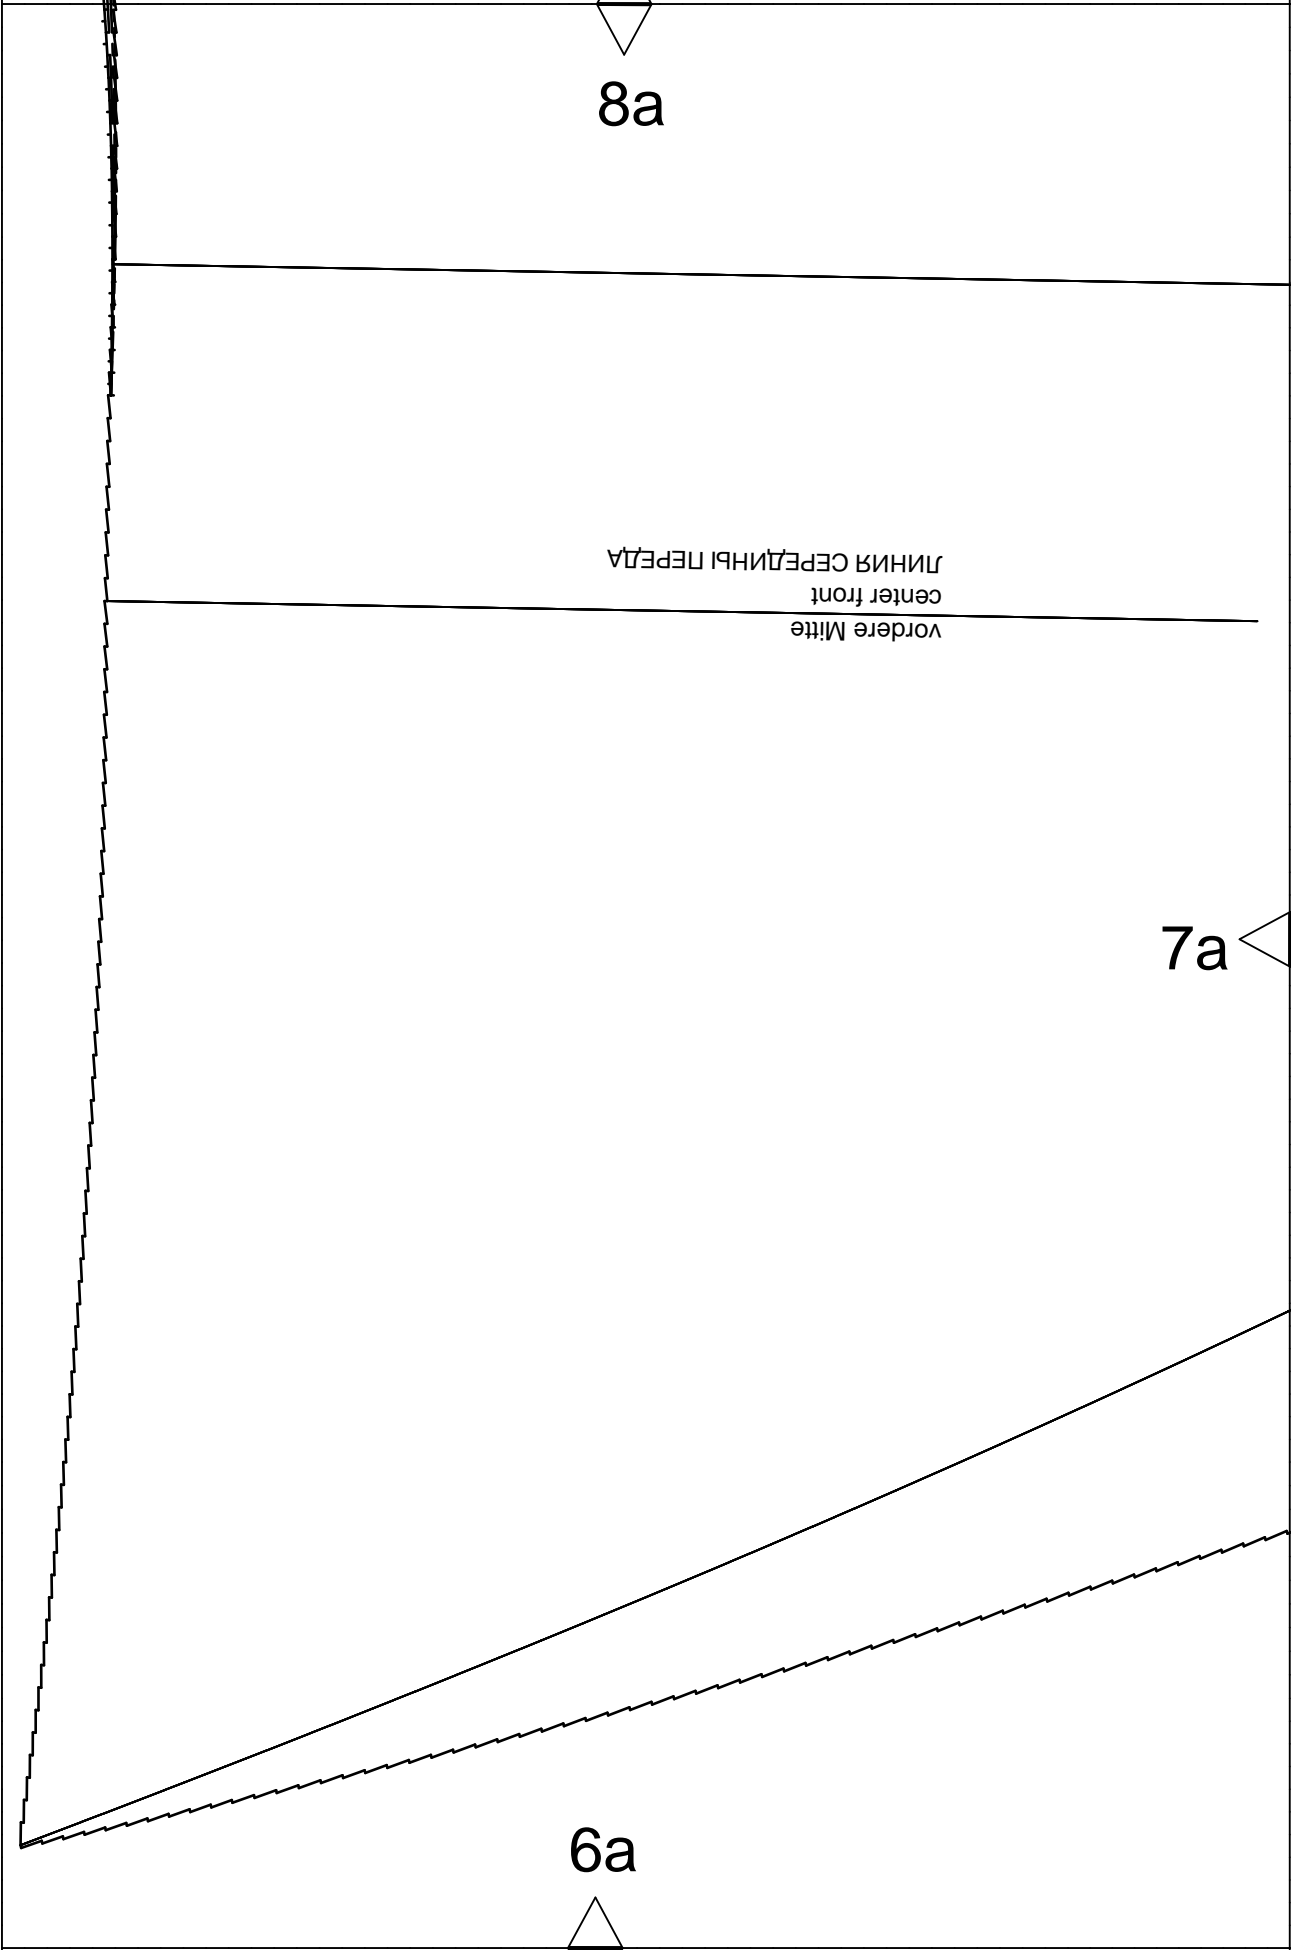 8a
ЛИНИЯ СЕРЕДИНЫ ПЕРЕДА
center front
vordere Mitte
7a
6a